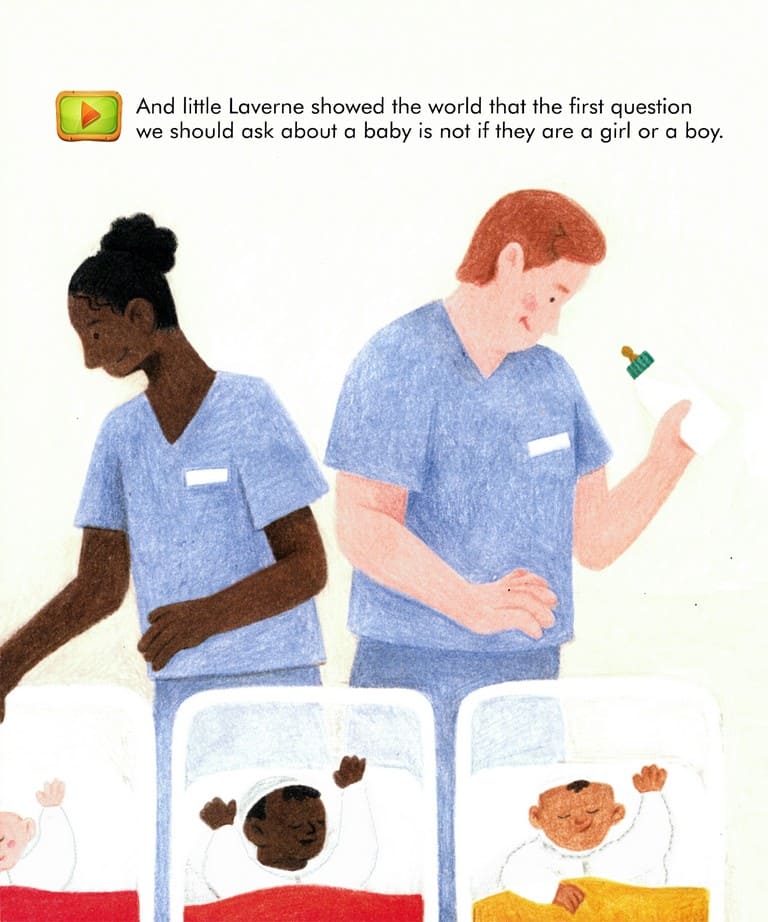 And little Laverne showed the world that the first question
we should ask about a baby is not if they are a girl or a boy.